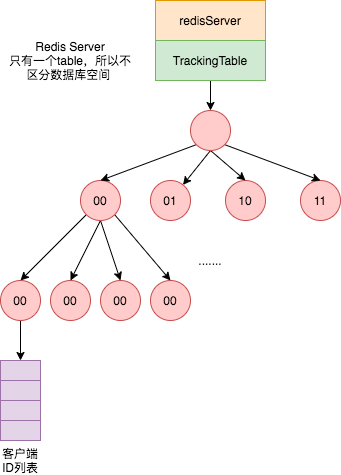 redisServer
Redis Server
只有一个table，所以不
区分数据库空间
TrackingTable
00
01
10
11
.......
00
00
00
00
客户端
ID列表